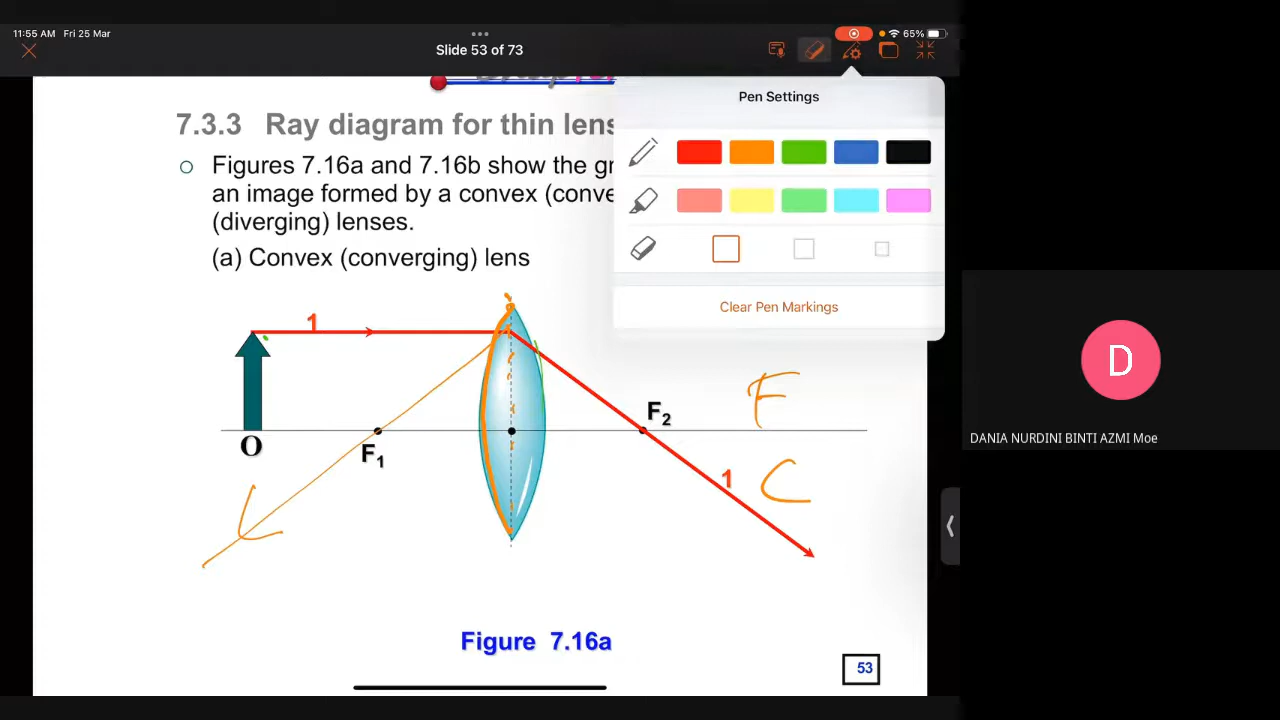 11:55 AM Fri 25 Mar
65%
Slide 53 of 73
Pen Settings
Clear Pen Markings
7.3.3 Ray diagram for thin lens
Figures 7.16a and 7.16b show the gr
an image formed by a convex (conve
(diverging) lenses.
(a) Convex (converging) lens
1
F
F2
O
F1
1
C
D
DANIA NURDINI BINTI AZMI Moe
Figure 7.16a
53